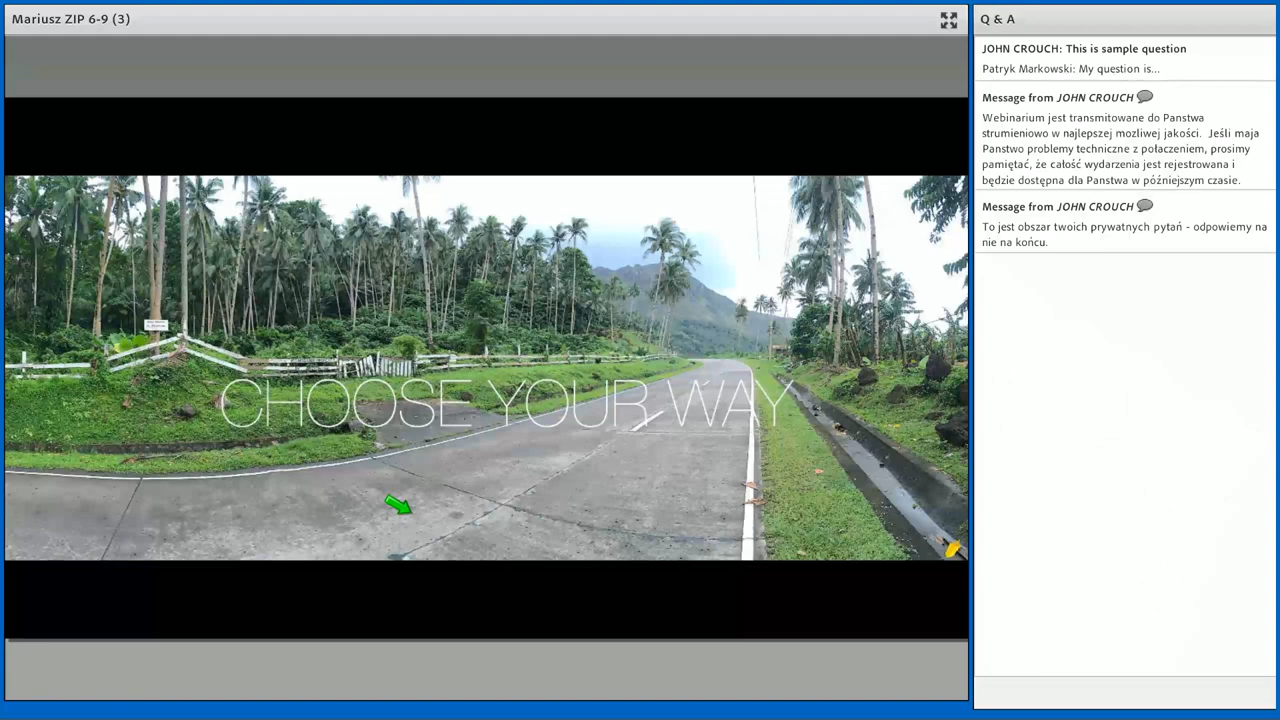 Mariusz ZIP 6-9 (3)
CHOOSE YOUR WAY
Q & A
JOHN CROUCH: This is sample question
Patryk Markowski: My question is...
Message from JOHN CROUCH
Webinarium jest transmitowane do Panstwa
strumieniowo w najlepszej mozliwej jakości.  Jeśli maja
Panstwo problemy techniczne z połaczeniem, prosimy
pamiętać, że całość wydarzenia jest rejestrowana i
będzie dostępna dla Panstwa w późniejszym czasie.
Message from JOHN CROUCH
To jest obszar twoich prywatnych pytań - odpowiemy na
nie na końcu.